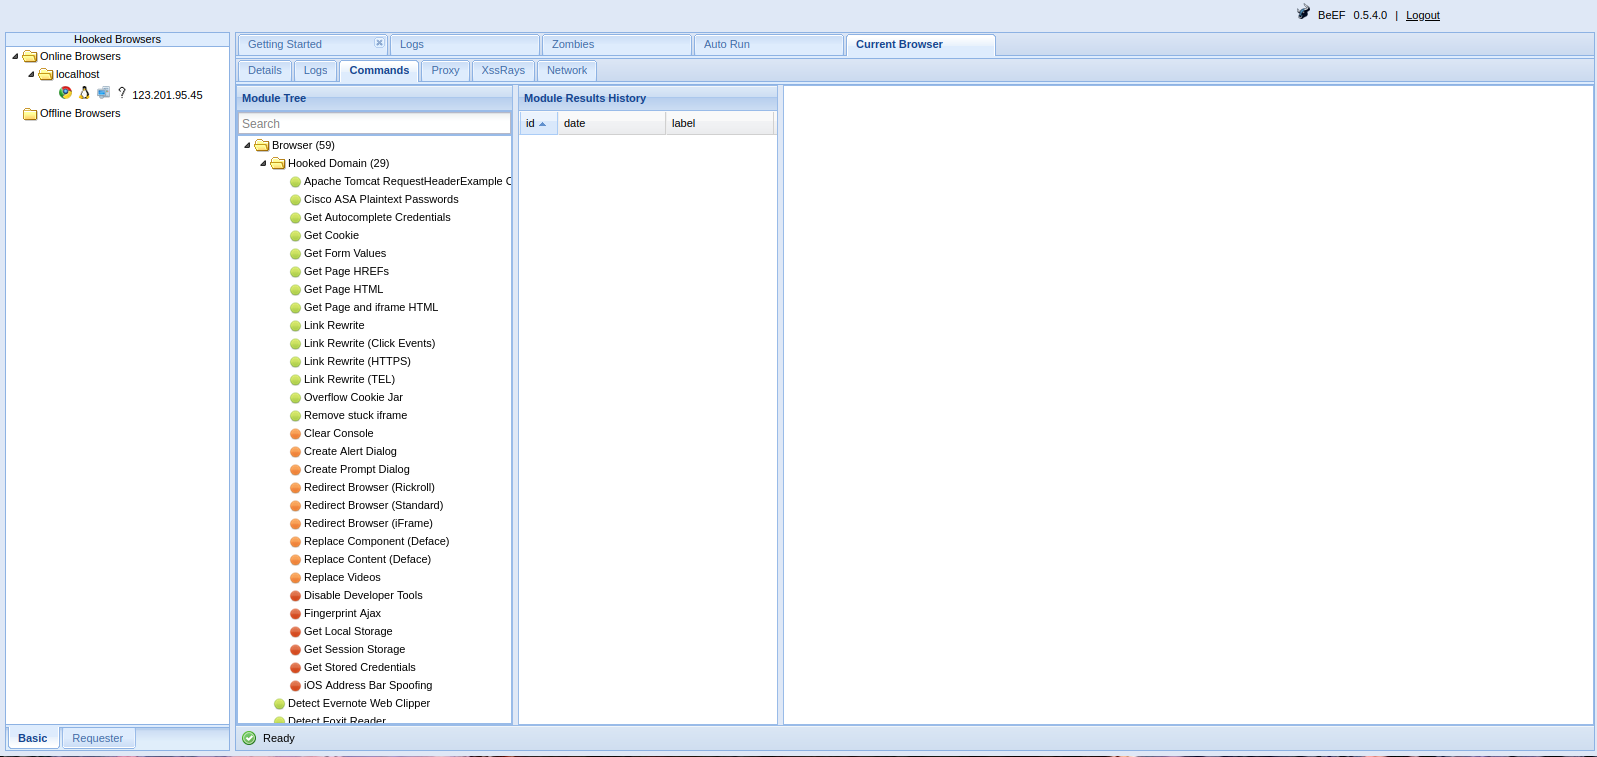 BeEF 0.5.4.0 | Logout
Hooked Browsers
Online Browsers
localhost
? 123.201.95.45
Offline Browsers
Basic Requester
Getting Started Logs Zombies Auto Run Current Browser
Details Logs Commands Proxy XssRays Network
Module Tree
Search
Browser (59)
Hooked Domain (29)
Apache Tomcat RequestHeaderExample C
Cisco ASA Plaintext Passwords
Get Autocomplete Credentials
Get Cookie
Get Form Values
Get Page HREFs
Get Page HTML
Get Page and iframe HTML
Link Rewrite
Link Rewrite (Click Events)
Link Rewrite (HTTPS)
Link Rewrite (TEL)
Overflow Cookie Jar
Remove stuck iframe
Clear Console
Create Alert Dialog
Create Prompt Dialog
Redirect Browser (Rickroll)
Redirect Browser (Standard)
Redirect Browser (iFrame)
Replace Component (Deface)
Replace Content (Deface)
Replace Videos
Disable Developer Tools
Fingerprint Ajax
Get Local Storage
Get Session Storage
Get Stored Credentials
iOS Address Bar Spoofing
Detect Evernote Web Clipper
Detect Foxit Reader
Module Results History
id date label
Ready